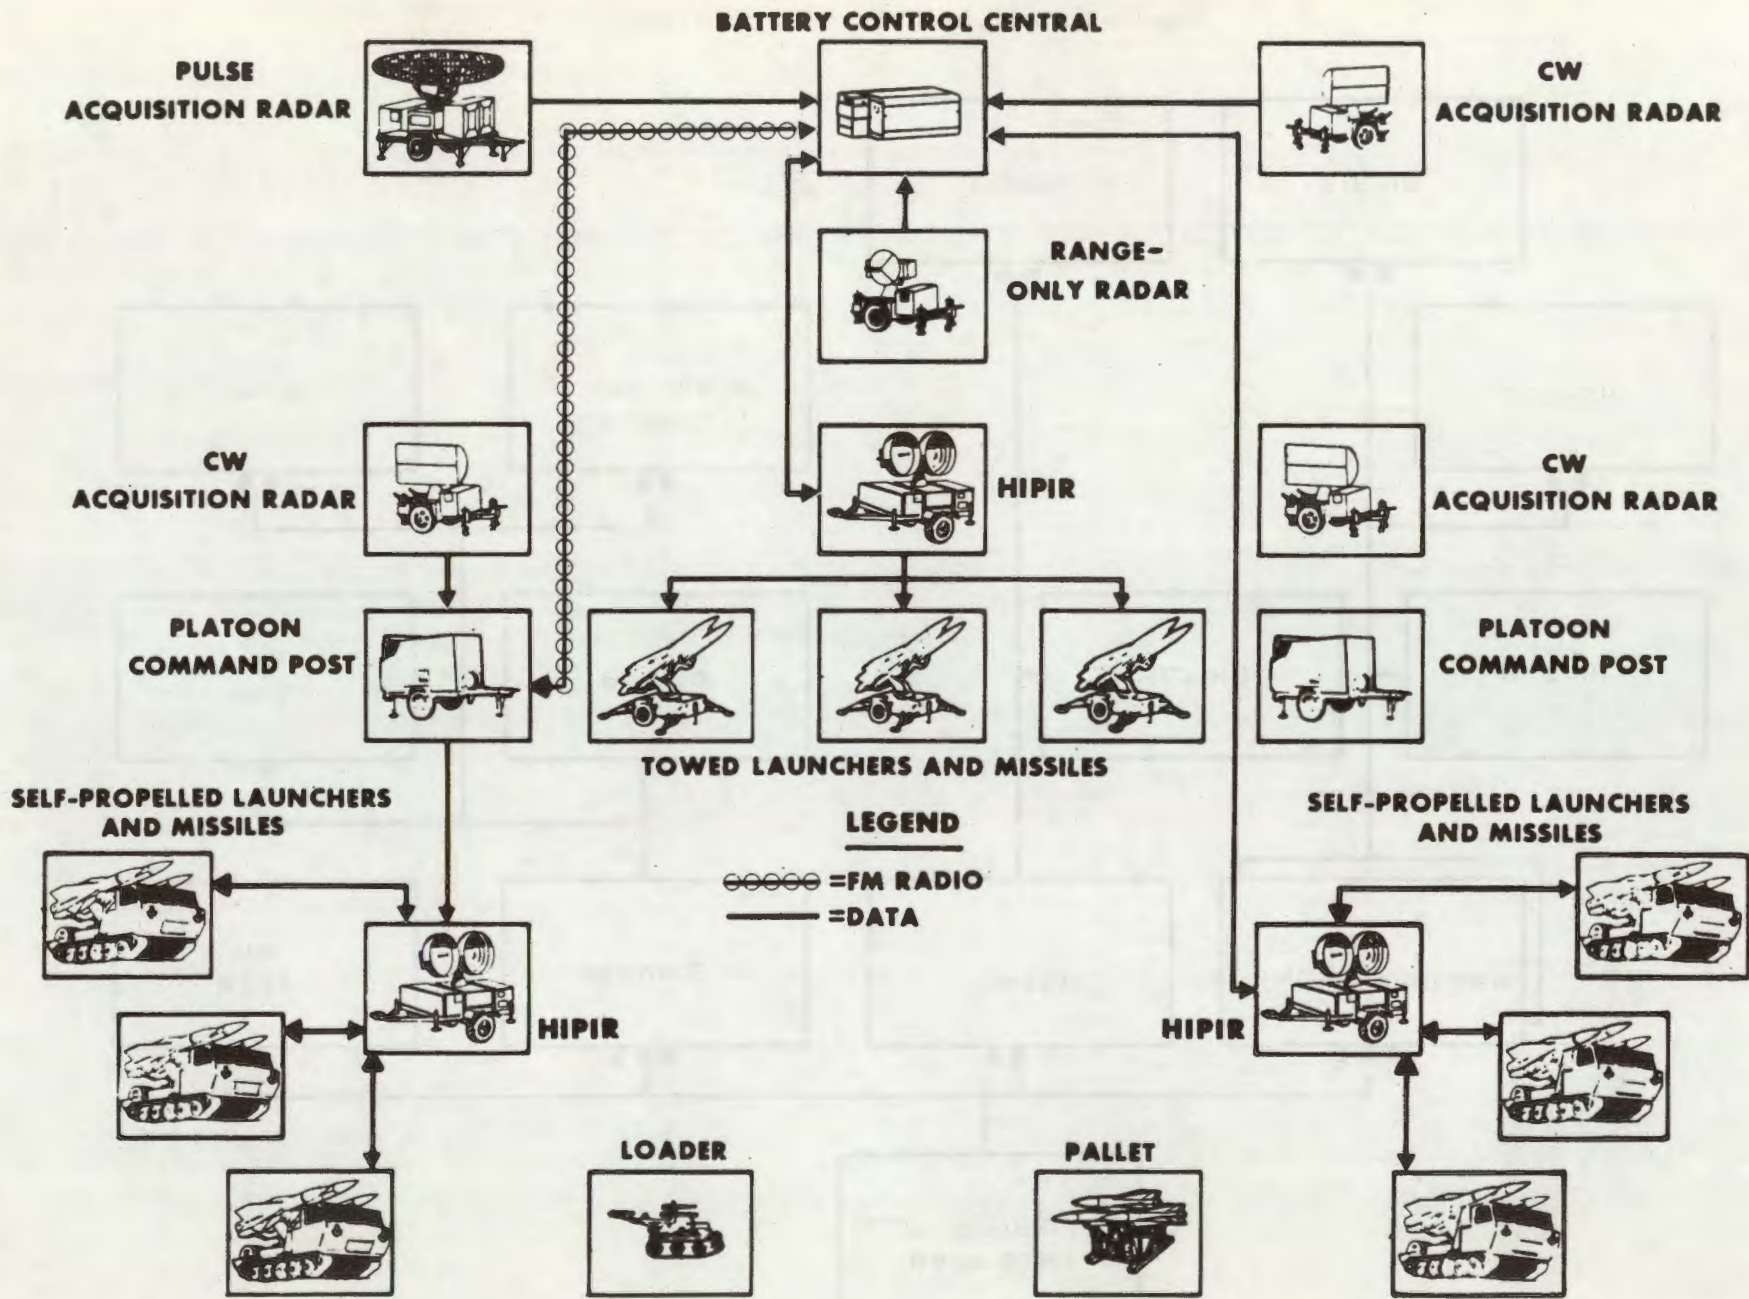 BATTERY CONTROL CENTRAL
PULSE
ACQUISITION RADAR
CW
ACQUISITION RADAR
RANGE-
ONLY RADAR
CW
ACQUISITION RADAR
HIPIR
CW
ACQUISITION RADAR
PLATOON
COMMAND POST
PLATOON
COMMAND POST
TOWED LAUNCHERS AND MISSILES
SELF-PROPELLED LAUNCHERS
AND MISSILES
LEGEND
=FM RADIO
=DATA
SELF-PROPELLED LAUNCHERS
AND MISSILES
HIPIR
HIPIR
LOADER
PALLET